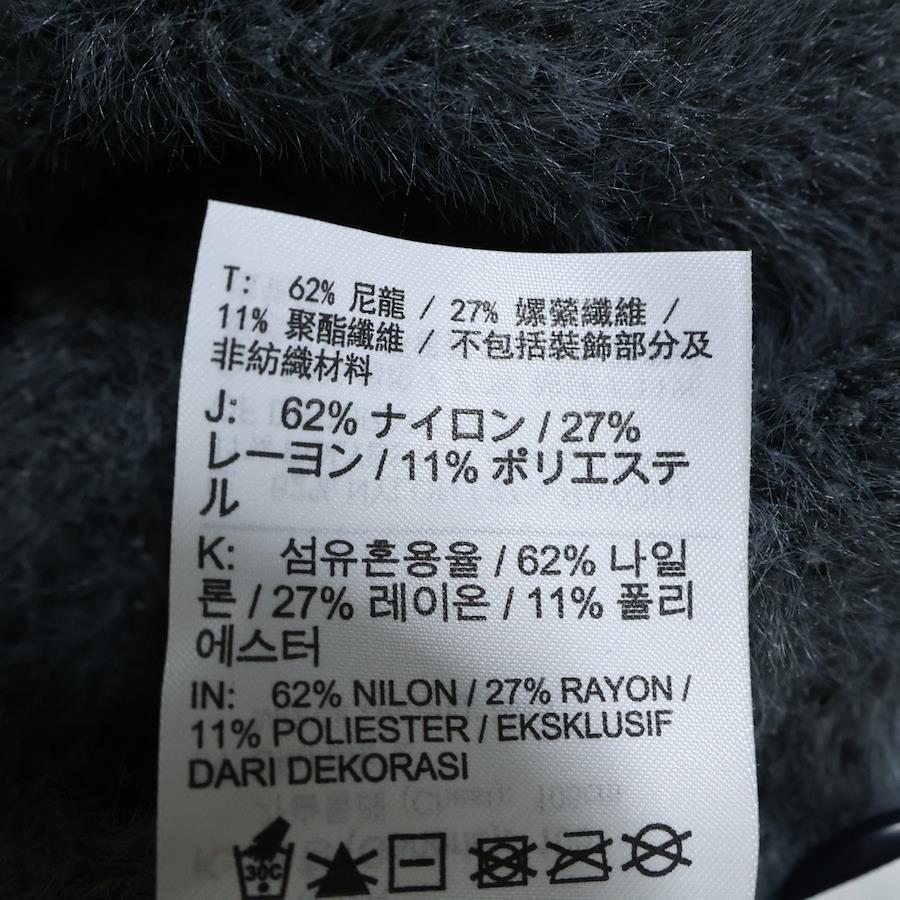 T: 62% 尼龍 / 27% 嫘縈纖維 /
11% 聚酯纖維 / 不包括裝飾部分及
非紡織材料
J: 62% ナイロン / 27%
レーヨン / 11% ポリエステ
ル
K: 섬유혼용율 / 62% 나일
론 / 27% 레이온 / 11% 폴리
에스터
IN: 62% NILON / 27% RAYON /
11% POLIESTER / EKSKLUSIF
DARI DEKORASI
30C